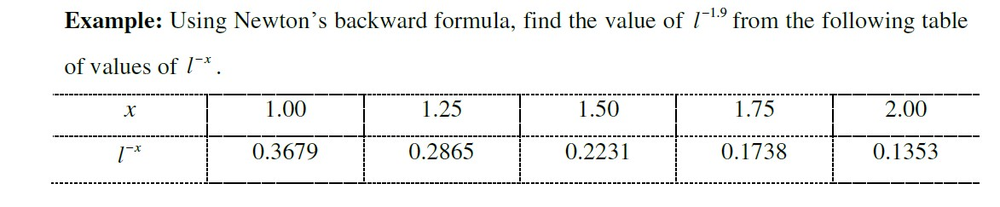 Example: Using Newton’s backward formula, find the value of l⁻¹·⁹ from the following table
of values of l⁻ˣ .
x 1.00 1.25 1.50 1.75 2.00
l⁻ˣ 0.3679 0.2865 0.2231 0.1738 0.1353